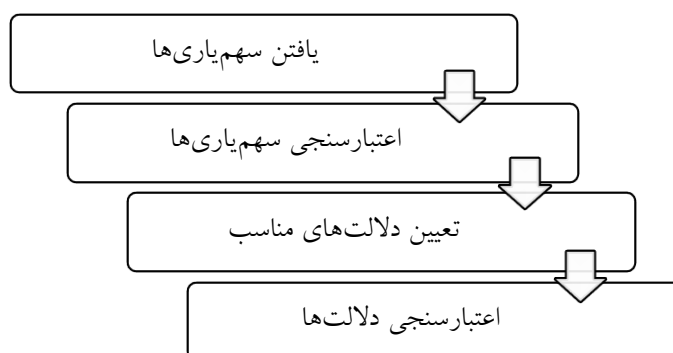 یافتن سهم‌یاری‌ها
اعتبارسنجی سهم‌یاری‌ها
تعیین دلالت‌های مناسب
اعتبارسنجی دلالت‌ها